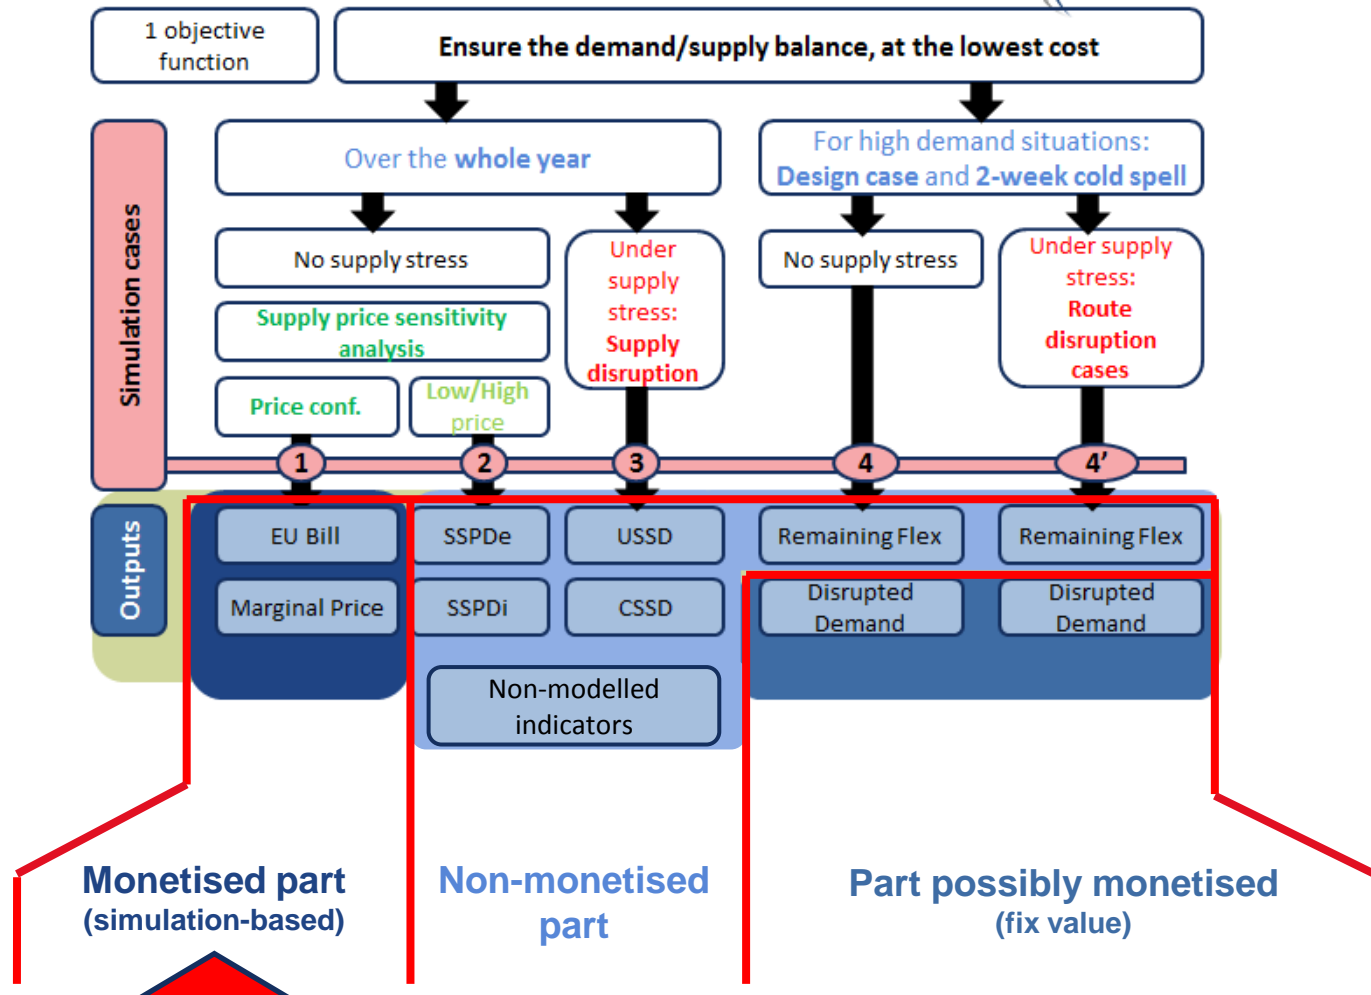 1 objective
function
Ensure the demand/supply balance, at the lowest cost
Simulation cases
Over the whole year
For high demand situations:
Design case and 2-week cold spell
No supply stress
Under
supply
stress:
Supply
disruption
No supply stress
Under supply
stress:
Route
disruption
cases
Supply price sensitivity
analysis
Price conf.
Low/High
price
1
2
3
4
4’
Outputs
EU Bill
SSPDe
USSD
Remaining Flex
Remaining Flex
Marginal Price
SSPDi
CSSD
Disrupted
Demand
Disrupted
Demand
Non-modelled
indicators
Monetised part
(simulation-based)
Non-monetised
part
Part possibly monetised
(fix value)